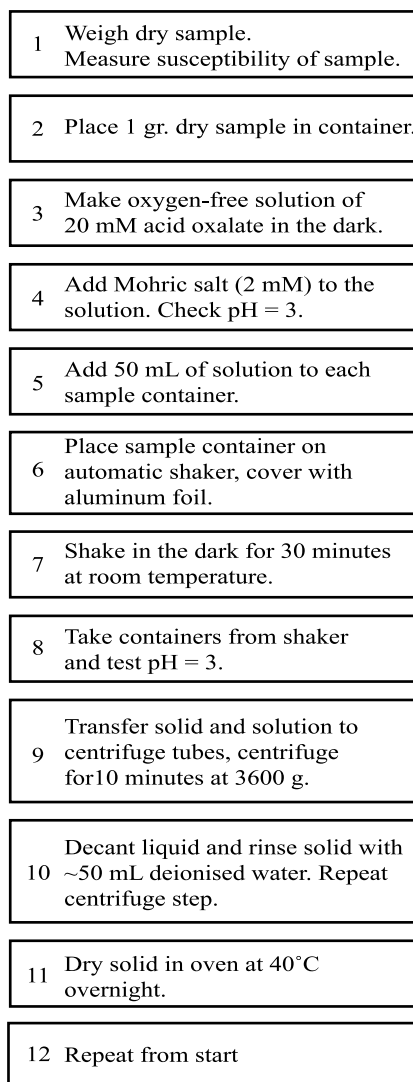 1 Weigh dry sample.
Measure susceptibility of sample.
2 Place 1 gr. dry sample in container.
3 Make oxygen-free solution of
20 mM acid oxalate in the dark.
4 Add Mohric salt (2 mM) to the
solution. Check pH = 3.
5 Add 50 mL of solution to each
sample container.
6 Place sample container on
automatic shaker, cover with
aluminum foil.
7 Shake in the dark for 30 minutes
at room temperature.
8 Take containers from shaker
and test pH = 3.
9 Transfer solid and solution to
centrifuge tubes, centrifuge
for10 minutes at 3600 g.
10 Decant liquid and rinse solid with
~50 mL deionised water. Repeat
centrifuge step.
11 Dry solid in oven at 40˚C
overnight.
12 Repeat from start